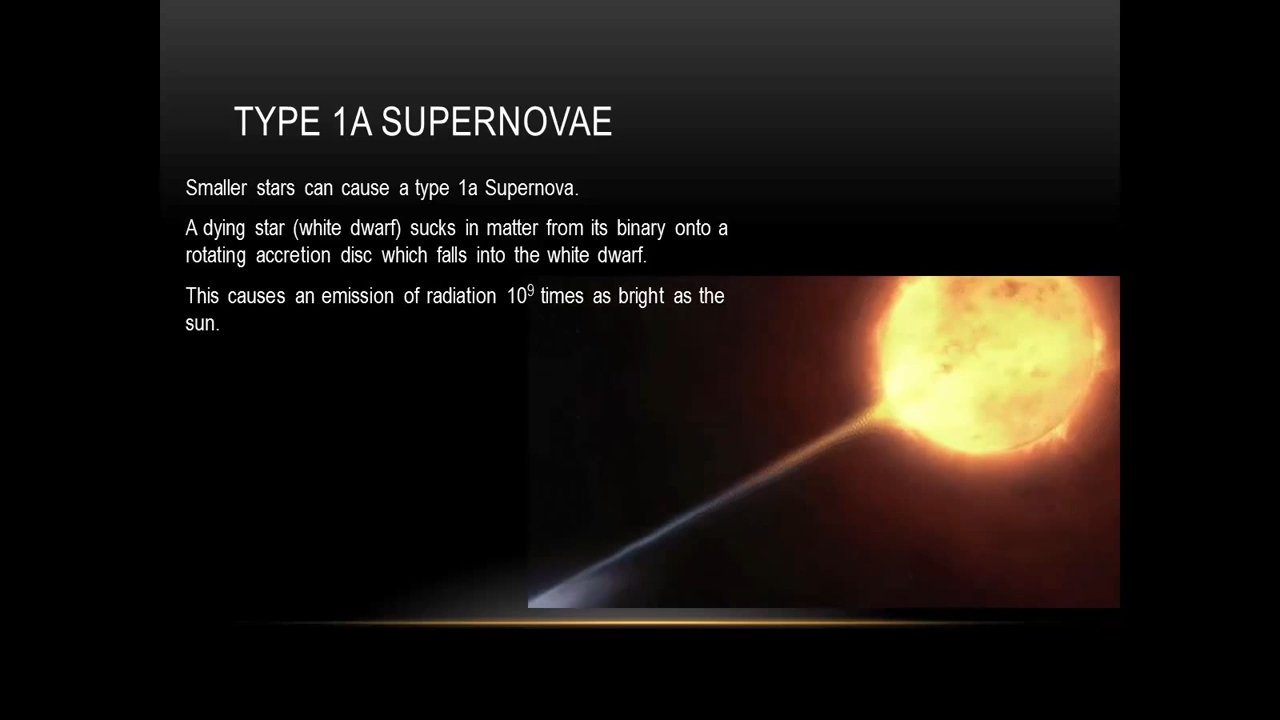 TYPE 1A SUPERNOVAE
Smaller stars can cause a type 1a Supernova.
A dying star (white dwarf) sucks in matter from its binary onto a
rotating accretion disc which falls into the white dwarf.
This causes an emission of radiation 10⁹ times as bright as the
sun.